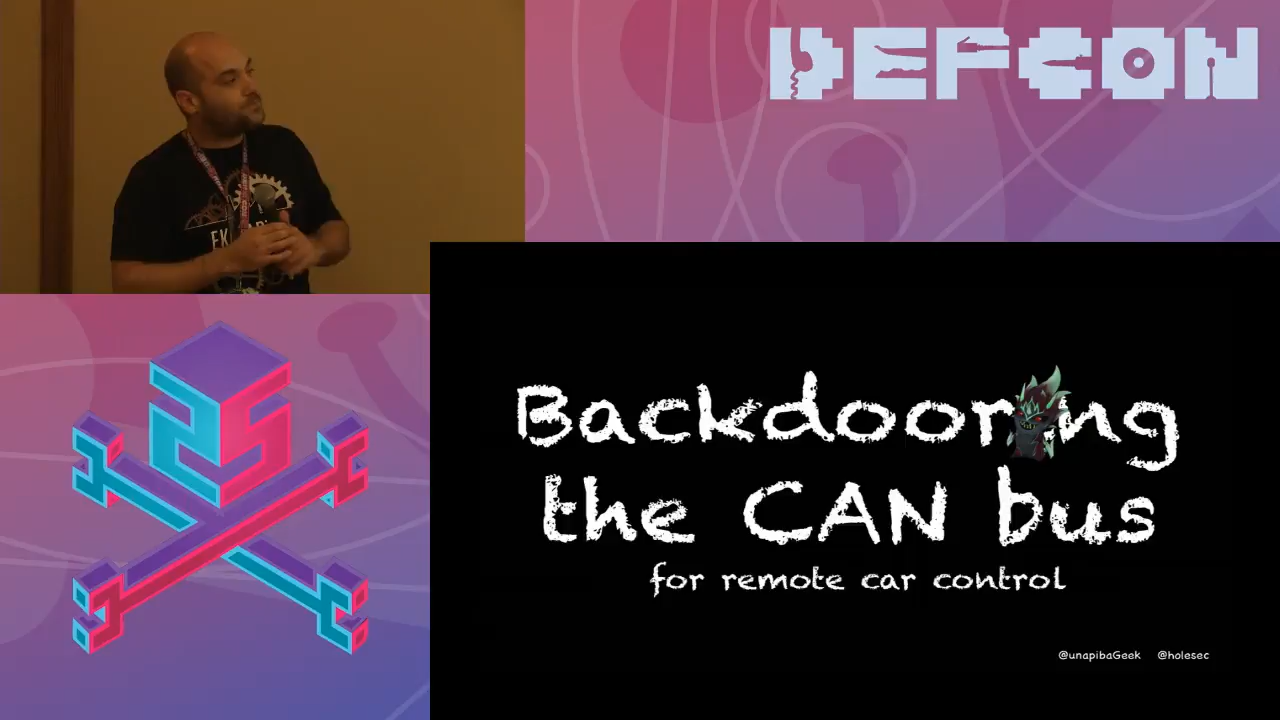 DEFCON
Backdooring
the CAN bus
for remote car control
@unapibaGeek @holesec